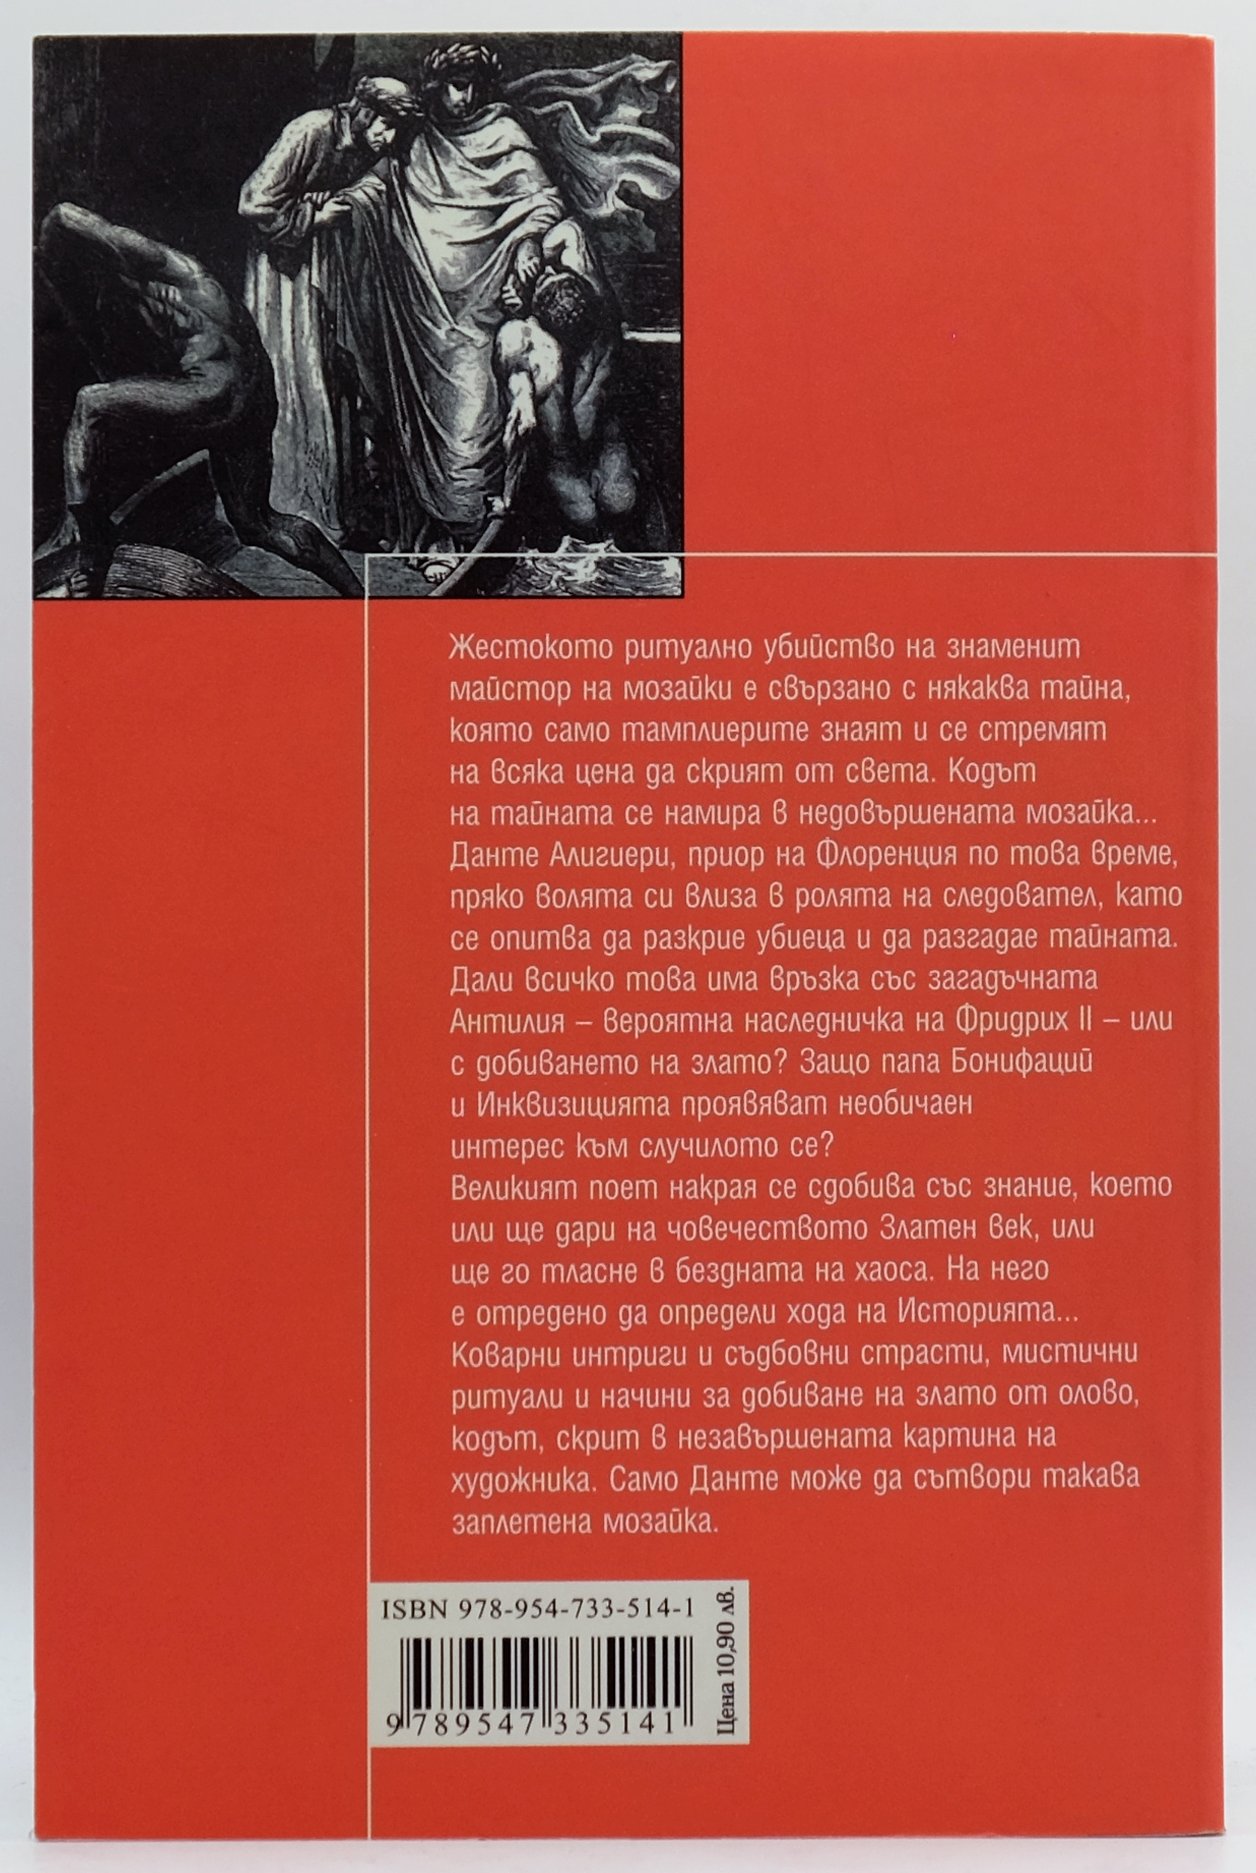 Жестокото ритуално убийство на знаменит
майстор на мозайки е свързано с някаква тайна,
която само тамплиерите знаят и се стремят
на всяка цена да скрият от света. Кодът
на тайната се намира в недовършената мозайка...
Данте Алигиери, приор на Флоренция по това време,
пряко волята си влиза в ролята на следовател, като
се опитва да разкрие убиеца и да разгадае тайната.
Дали всичко това има връзка със загадъчната
Антилия – вероятна наследничка на Фридрих II – или
с добиването на злато? Защо папа Бонифаций
и Инквизицията проявяват необичаен
интерес към случилото се?
Великият поет накрая се сдобива със знание, което
или ще дари на човечеството Златен век, или
ще го тласне в бездната на хаоса. На него
е отредено да определи хода на Историята...
Коварни интриги и съдбовни страсти, мистични
ритуали и начини за добиване на злато от олово,
кодът, скрит в незавършената картина на
художника. Само Данте може да сътвори такава
заплетена мозайка.
ISBN 978-954-733-514-1
9 789547 335141
Цена 10,90 лв.